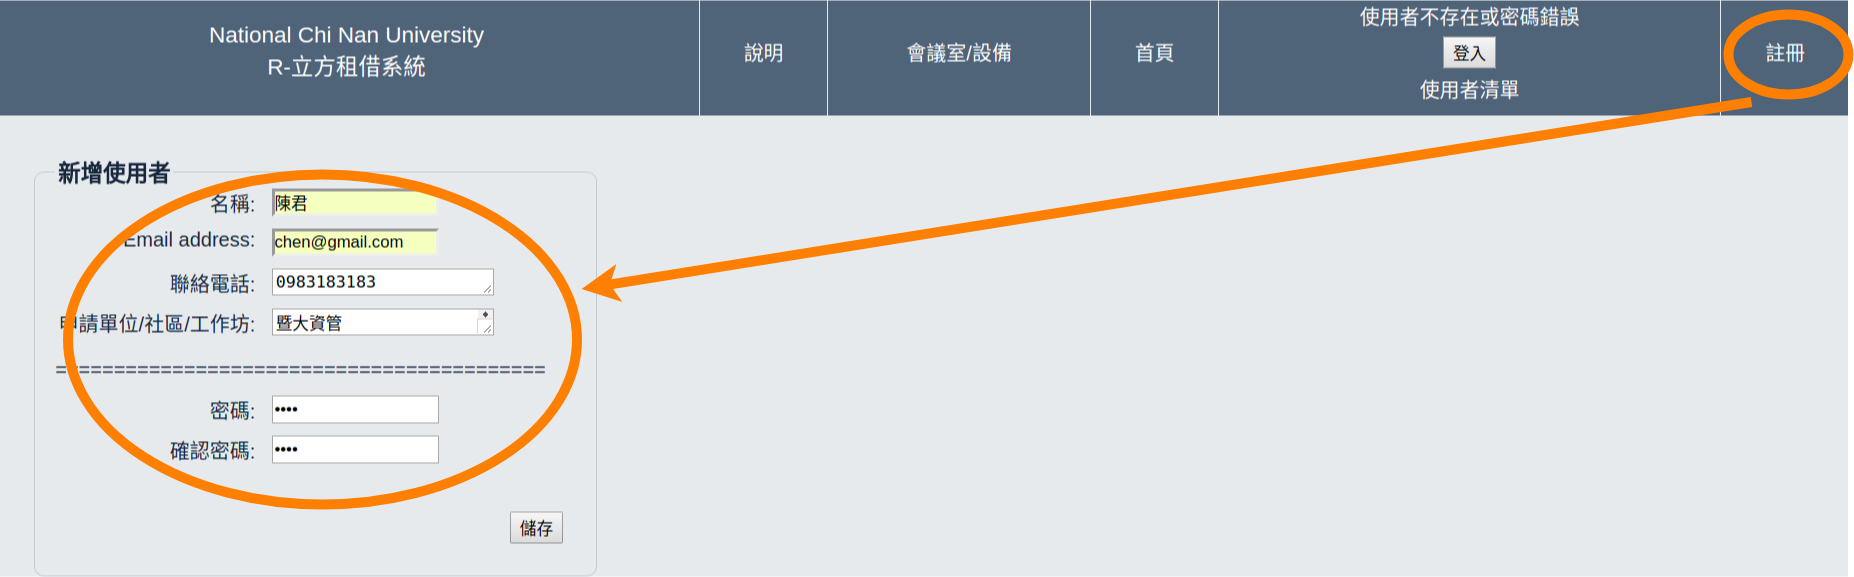 National Chi Nan University
R-立方租借系統
說明
會議室/設備
首頁
使用者不存在或密碼錯誤
登入
使用者清單
註冊
新增使用者
名稱: 陳君
Email address: chen@gmail.com
聯絡電話: 0983183183
申請單位/社區/工作坊: 暨大資管
==========================================
密碼: ••••
確認密碼: ••••
儲存